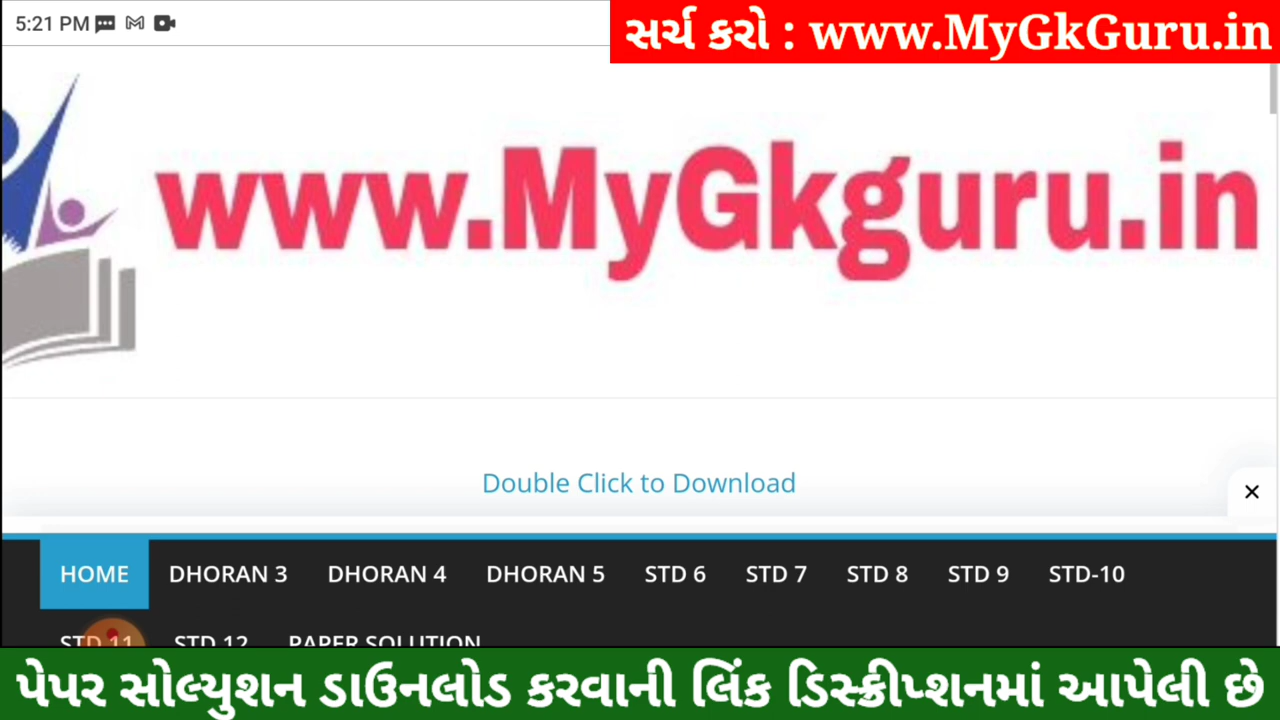 5:21 PM
સર્ચ કરો : www.MyGkGuru.in
www.MyGkguru.in
Double Click to Download
HOME DHORAN 3 DHORAN 4 DHORAN 5 STD 6 STD 7 STD 8 STD 9 STD-10
STD 11 STD 12 PAPER SOLUTION
પેપર સોલ્યુશન ડાઉનલોડ કરવાની લિંક ડિસ્ક્રીપ્શનમાં આપેલી છે